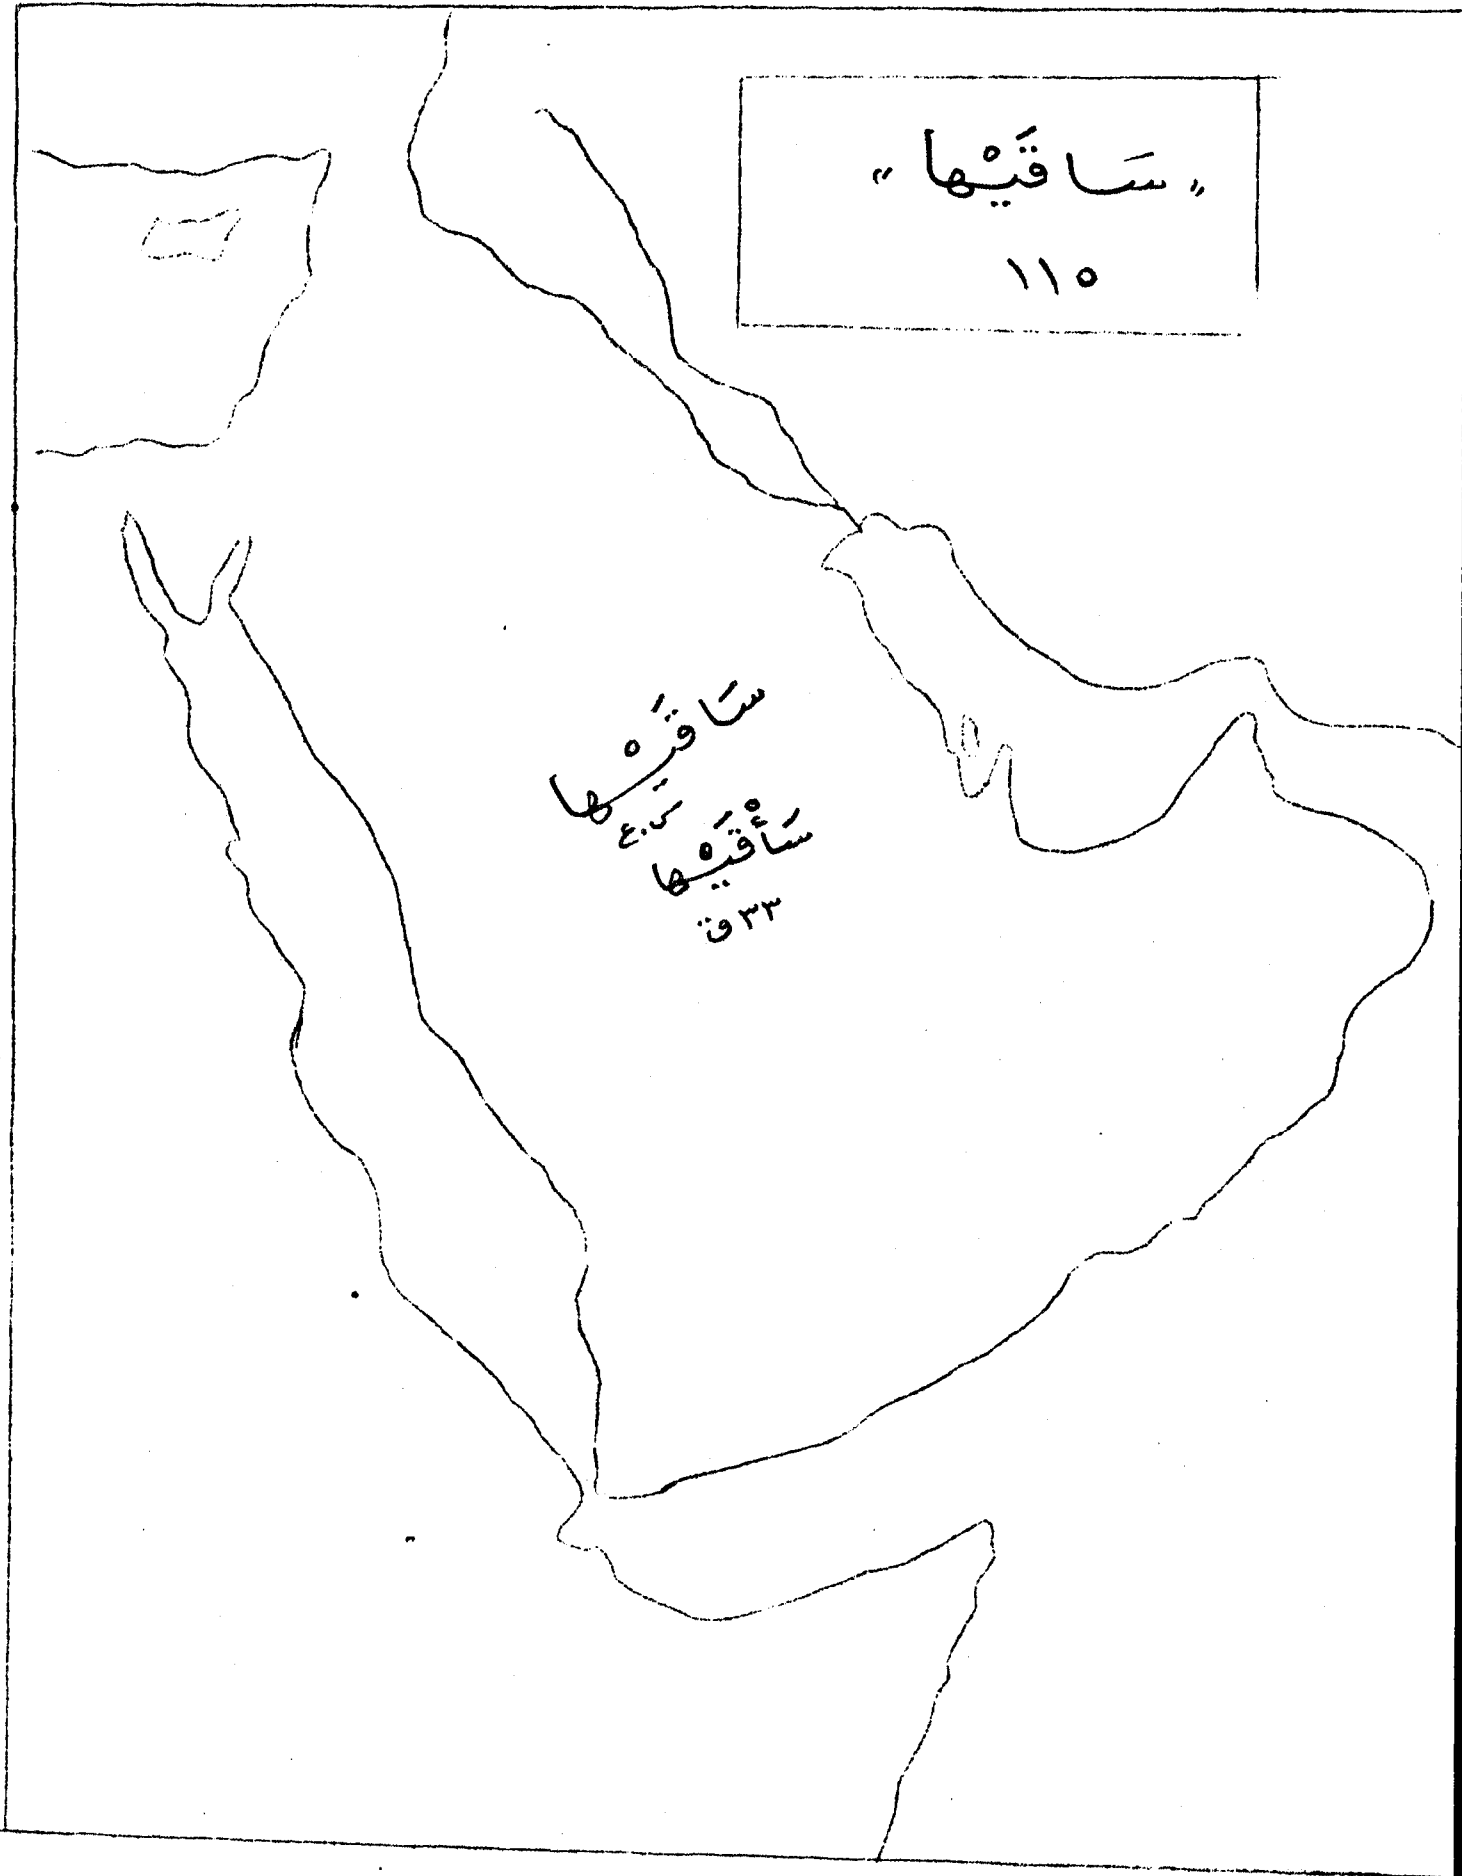 « سَاقَيْها »
١١٥
سَاقَيْها
س.ع
سَأْقَيْها
٣٣ ق